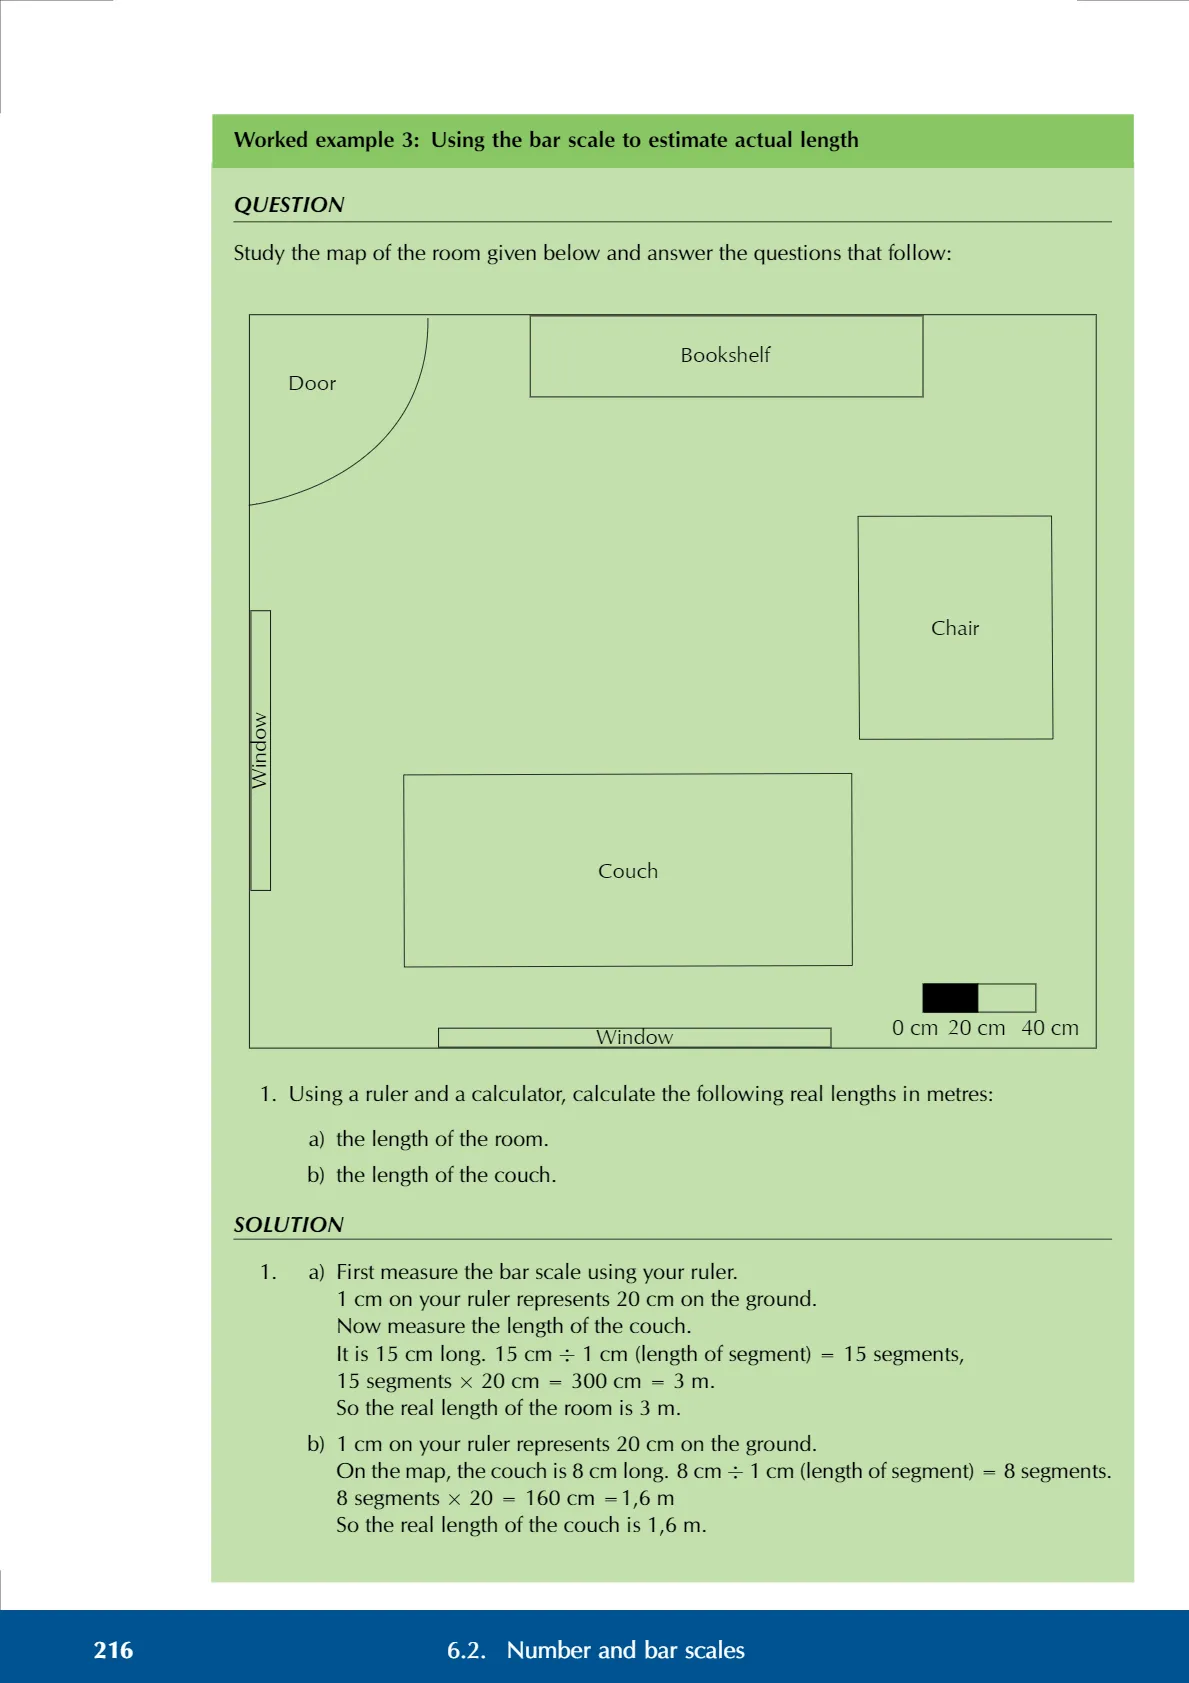 Worked example 3: Using the bar scale to estimate actual length
QUESTION
Study the map of the room given below and answer the questions that follow:
Bookshelf
Door
Chair
Window
Couch
0 cm 20 cm 40 cm
Window
1. Using a ruler and a calculator, calculate the following real lengths in metres:
a) the length of the room.
b) the length of the couch.
SOLUTION
1. a) First measure the bar scale using your ruler.
1 cm on your ruler represents 20 cm on the ground.
Now measure the length of the couch.
It is 15 cm long. 15 cm ÷ 1 cm (length of segment) = 15 segments,
15 segments × 20 cm = 300 cm = 3 m.
So the real length of the room is 3 m.
b) 1 cm on your ruler represents 20 cm on the ground.
On the map, the couch is 8 cm long. 8 cm ÷ 1 cm (length of segment) = 8 segments.
8 segments × 20 = 160 cm =1,6 m
So the real length of the couch is 1,6 m.
216 6.2. Number and bar scales